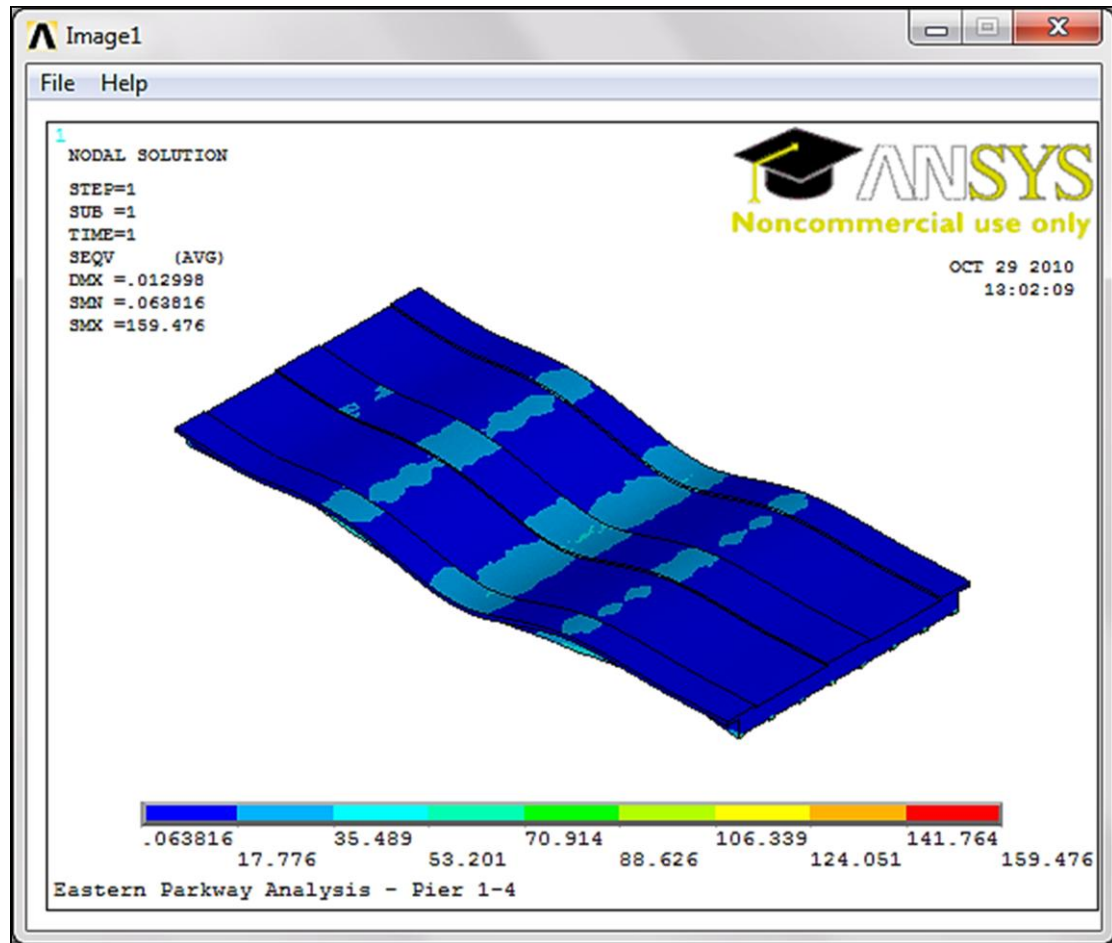 Image1
File Help
1
NODAL SOLUTION
STEP=1
SUB =1
TIME=1
SEQV (AVG)
DMX =.012998
SMN =.063816
SMX =159.476
ANSYS
Noncommercial use only
OCT 29 2010
13:02:09
.063816 35.489 70.914 106.339 141.764
17.776 53.201 88.626 124.051 159.476
Eastern Parkway Analysis - Pier 1-4